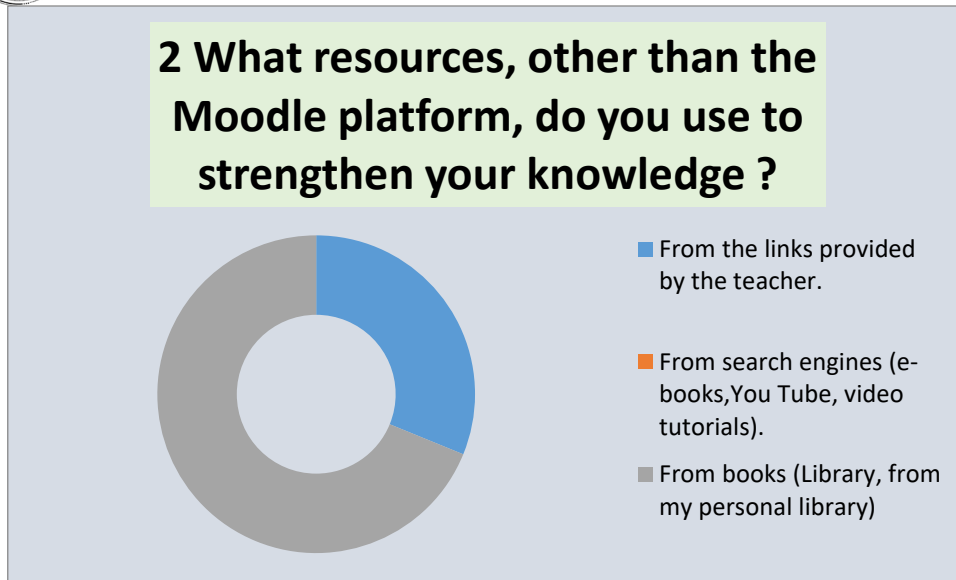 2 What resources, other than the
Moodle platform, do you use to
strengthen your knowledge ?
From the links provided
by the teacher.
From search engines (e-
books,You Tube, video
tutorials).
From books (Library, from
my personal library)